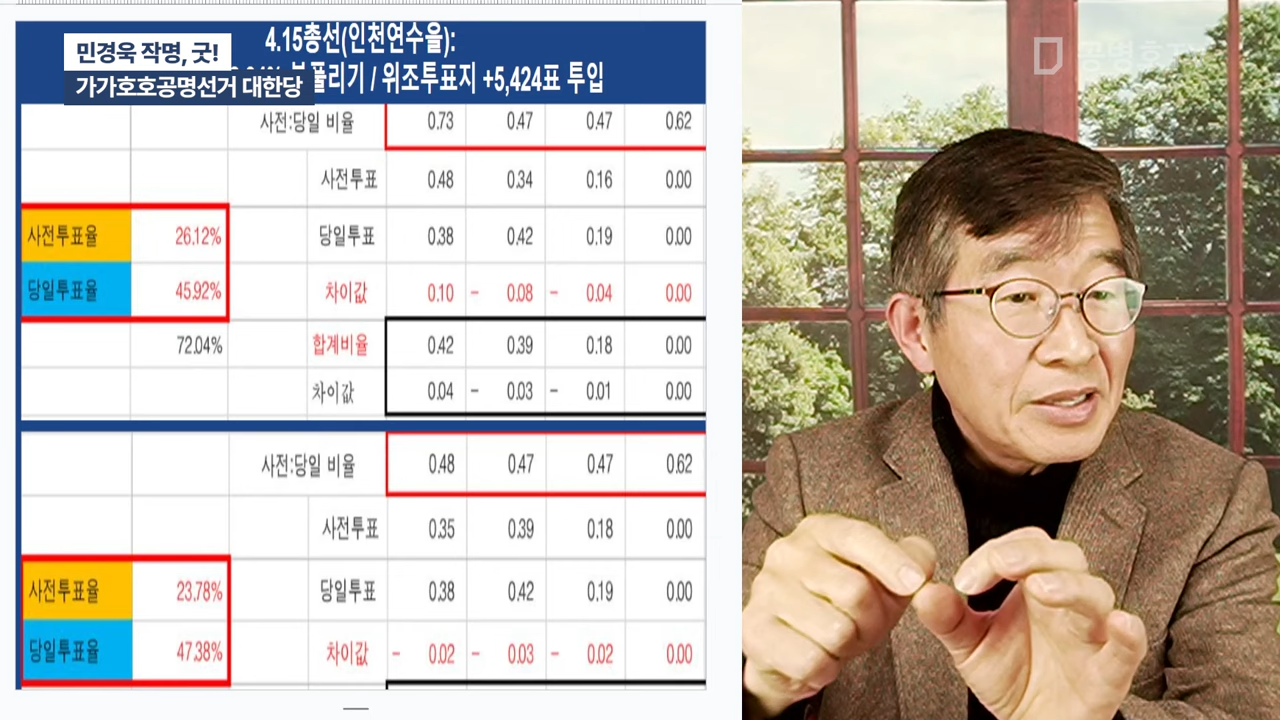 민경욱 작명, 굿!
가가호호공명선거 대한당
4.15총선(인천연수을):
부풀리기 / 위조투표지 +5,424표 투입
사전:당일 비율 0.73 0.47 0.47 0.62
사전투표 0.48 0.34 0.16 0.00
사전투표율 26.12% 당일투표 0.38 0.42 0.19 0.00
당일투표율 45.92% 차이값 0.10 - 0.08 - 0.04 0.00
72.04% 합계비율 0.42 0.39 0.18 0.00
차이값 0.04 - 0.03 - 0.01 0.00
사전:당일 비율 0.48 0.47 0.47 0.62
사전투표 0.35 0.39 0.18 0.00
사전투표율 23.78% 당일투표 0.38 0.42 0.19 0.00
당일투표율 47.38% 차이값 - 0.02 - 0.03 - 0.02 0.00
공병호TV